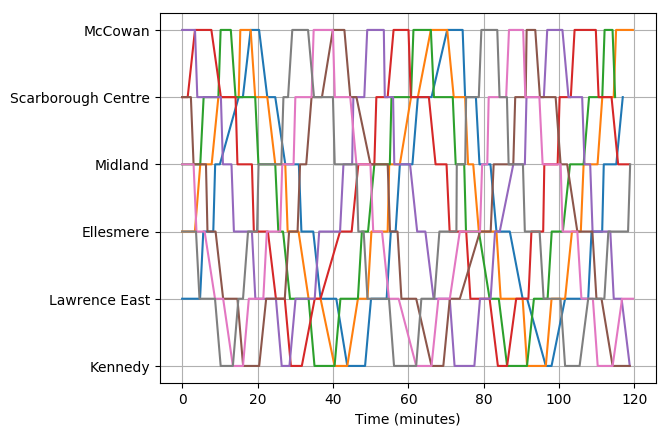 McCowan
Scarborough Centre
Midland
Ellesmere
Lawrence East
Kennedy
0 20 40 60 80 100 120
Time (minutes)